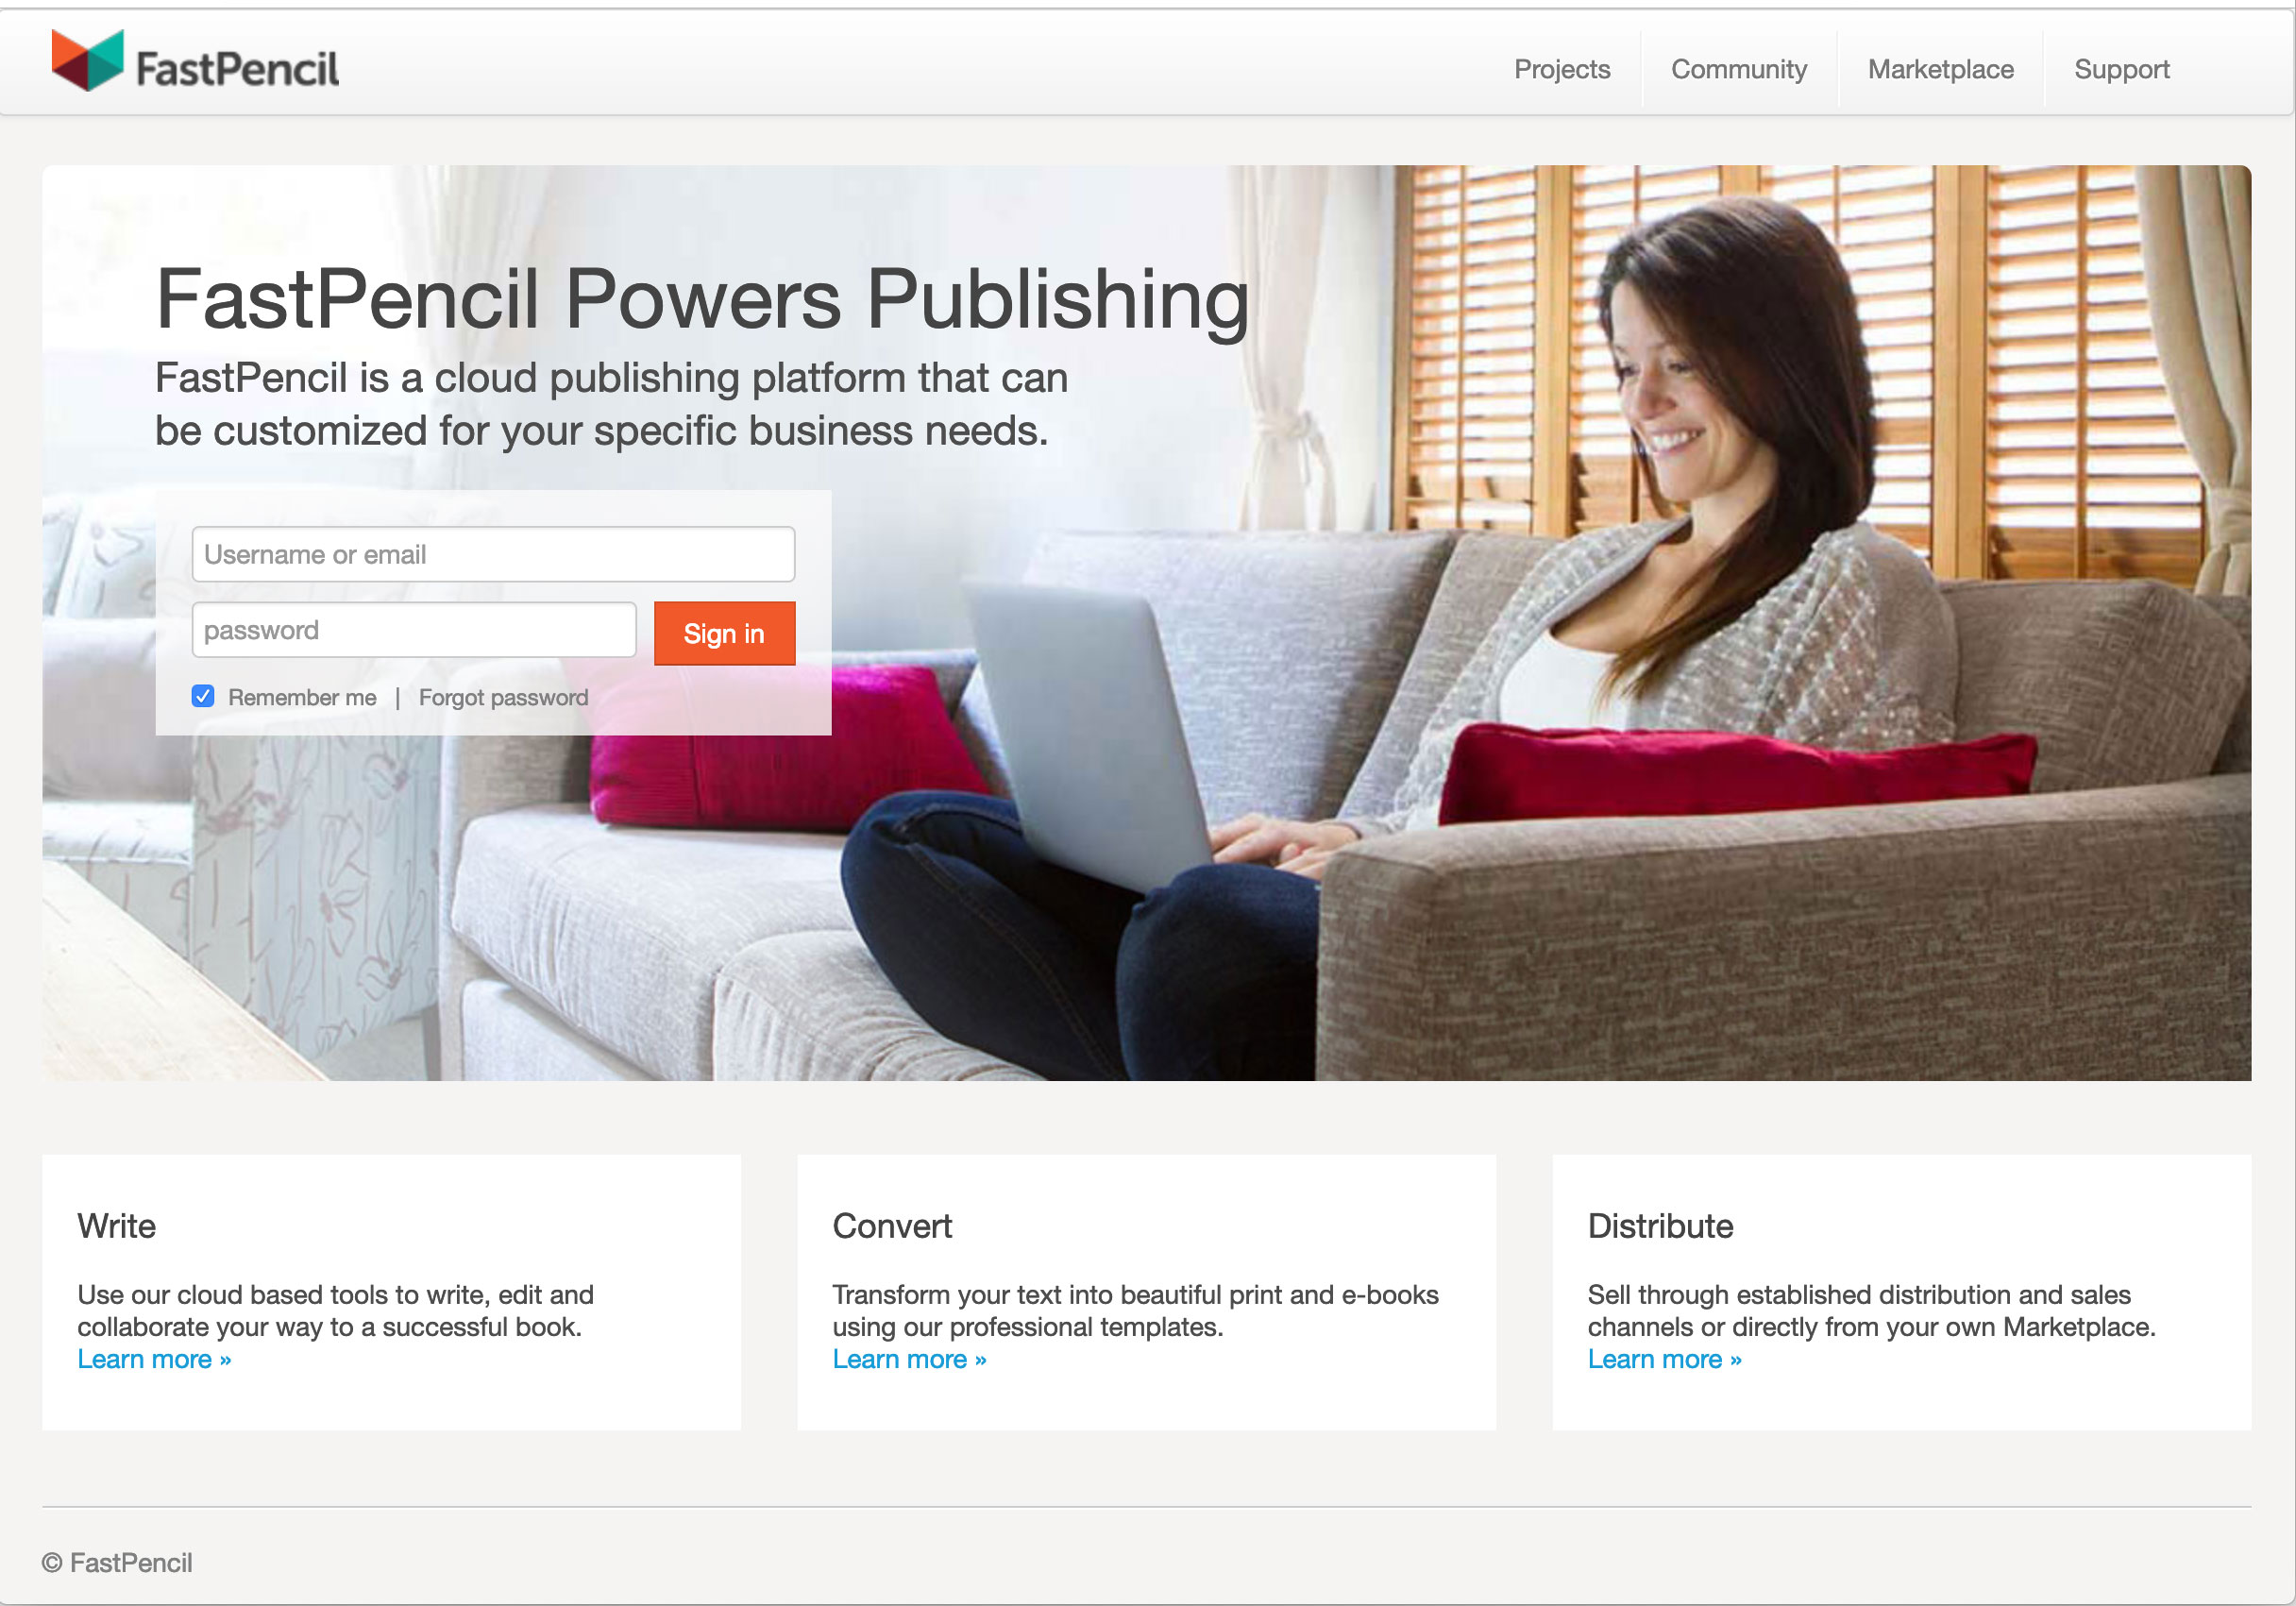 FastPencil
Projects
Community
Marketplace
Support
FastPencil Powers Publishing
FastPencil is a cloud publishing platform that can
be customized for your specific business needs.
Username or email
password
Sign in
Remember me | Forgot password
Write
Use our cloud based tools to write, edit and
collaborate your way to a successful book.
Learn more »
Convert
Transform your text into beautiful print and e-books
using our professional templates.
Learn more »
Distribute
Sell through established distribution and sales
channels or directly from your own Marketplace.
Learn more »
© FastPencil